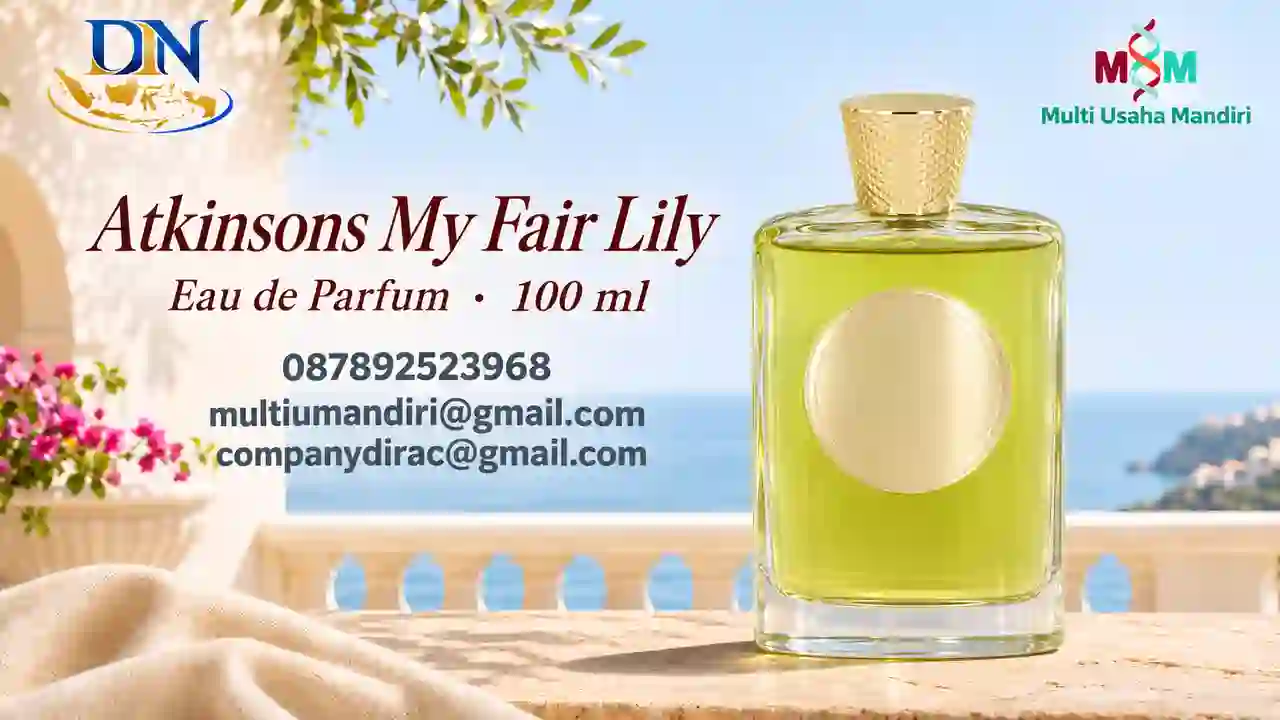 DIN
MSM
Multi Usaha Mandiri
Atkinsons My Fair Lily
Eau de Parfum · 100 ml
087892523968
multiumandiri@gmail.com
companydirac@gmail.com